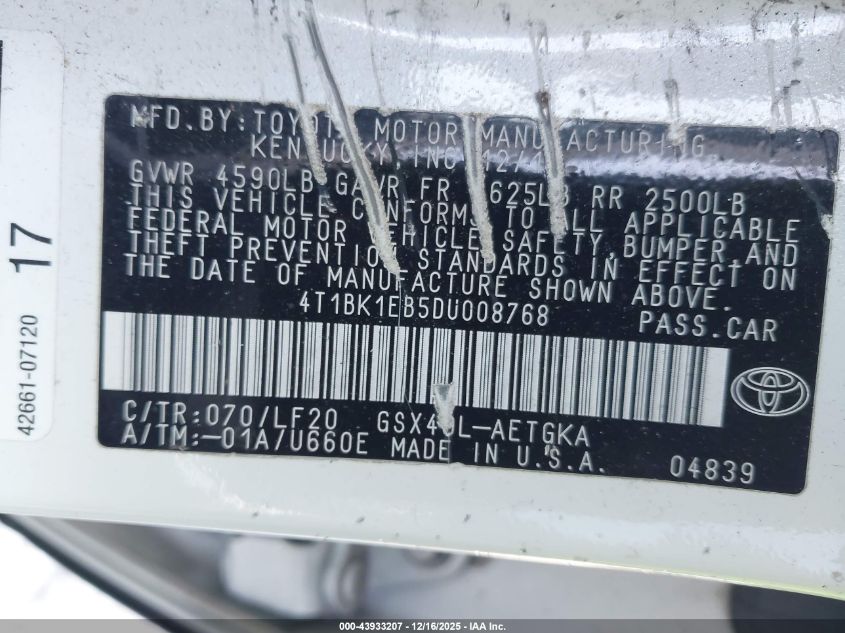 MFD.BY: TOYOTA MOTOR MANUFACTURING
KENTUCKY, INC.
GVWR 4590LB GAWR FR 625LB RR 2500LB
THIS VEHICLE CONFORMS TO ALL APPLICABLE
FEDERAL MOTOR VEHICLE SAFETY, BUMPER, AND
THEFT PREVENTION STANDARDS IN EFFECT ON
THE DATE OF MANUFACTURE SHOWN ABOVE.
4T1BK1EB5DU008768 PASS.CAR
C/TR:070/LF20 GSX40L-AETGKA
A/TM:-01A/U660E MADE IN U.S.A. 04839
42661-07120 17
000-43933207 - 12/16/2025 - IAA Inc.